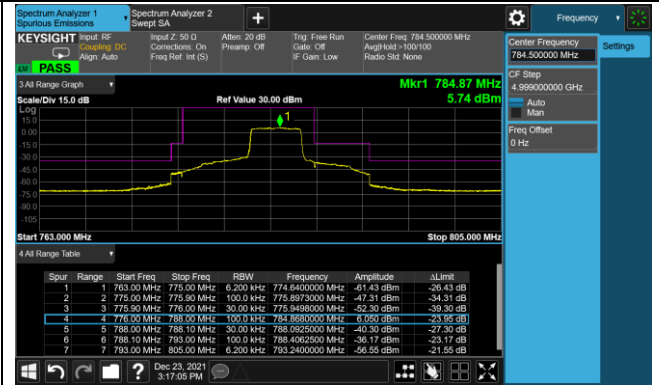 Spectrum Analyzer 1
Spurious Emissions
Spectrum Analyzer 2
Swept SA
Frequency
KEYSIGHT
Input: RF
Coupling: DC
Align: Auto
Input Z: 50 Ω
Corrections: On
Freq Ref: Int (S)
Atten: 20 dB
Preamp: Off
Trig: Free Run
Gate: Off
IF Gain: Low
Center Freq: 784.500000 MHz
Avg|Hold:>100/100
Radio Std: None
PASS
Center Frequency
784.500000 MHz
Settings
CF Step
4.999000000 GHz
Auto
Man
Freq Offset
0 Hz
3 All Range Graph
Mkr1 784.87 MHz
Scale/Div 15.0 dB
Ref Value 30.00 dBm
5.74 dBm
Log
15.0
0.00
-15.0
-30.0
-45.0
-60.0
-75.0
-90.0
-105
1
Start 763.000 MHz
Stop 805.000 MHz
4 All Range Table
Spur Range Start Freq Stop Freq RBW Frequency Amplitude ΔLimit
1 1 763.00 MHz 775.00 MHz 6.200 kHz 774.6400000 MHz -61.43 dBm -26.43 dB
2 2 775.00 MHz 775.90 MHz 100.0 kHz 775.8973000 MHz -47.31 dBm -34.31 dB
3 3 775.90 MHz 776.00 MHz 30.00 kHz 775.9498000 MHz -52.30 dBm -39.30 dB
4 4 776.00 MHz 788.00 MHz 100.0 kHz 784.8680000 MHz 6.050 dBm -23.95 dB
5 5 788.00 MHz 788.10 MHz 30.00 kHz 788.0925000 MHz -40.30 dBm -27.30 dB
6 6 788.10 MHz 793.00 MHz 100.0 kHz 788.4062500 MHz -36.17 dBm -23.17 dB
7 7 793.00 MHz 805.00 MHz 6.200 kHz 793.2400000 MHz -56.55 dBm -21.55 dB
Dec 23, 2021
3:17:05 PM